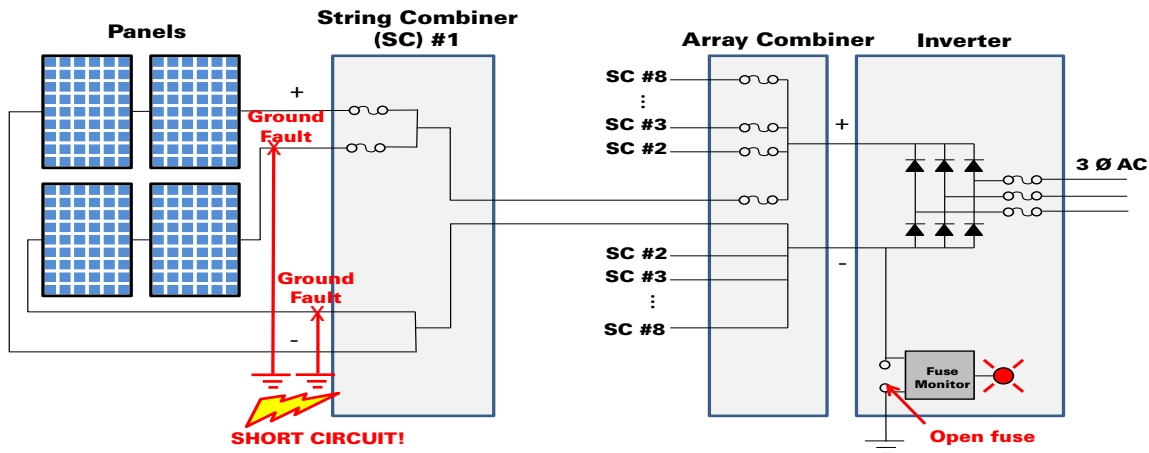 Panels
String Combiner
(SC) #1
Array Combiner
Inverter
+
Ground
Fault
Ground
Fault
-
SHORT CIRCUIT!
SC #8
⋮
SC #3
SC #2
SC #2
SC #3
⋮
SC #8
+
-
3 Ø AC
Fuse
Monitor
Open fuse